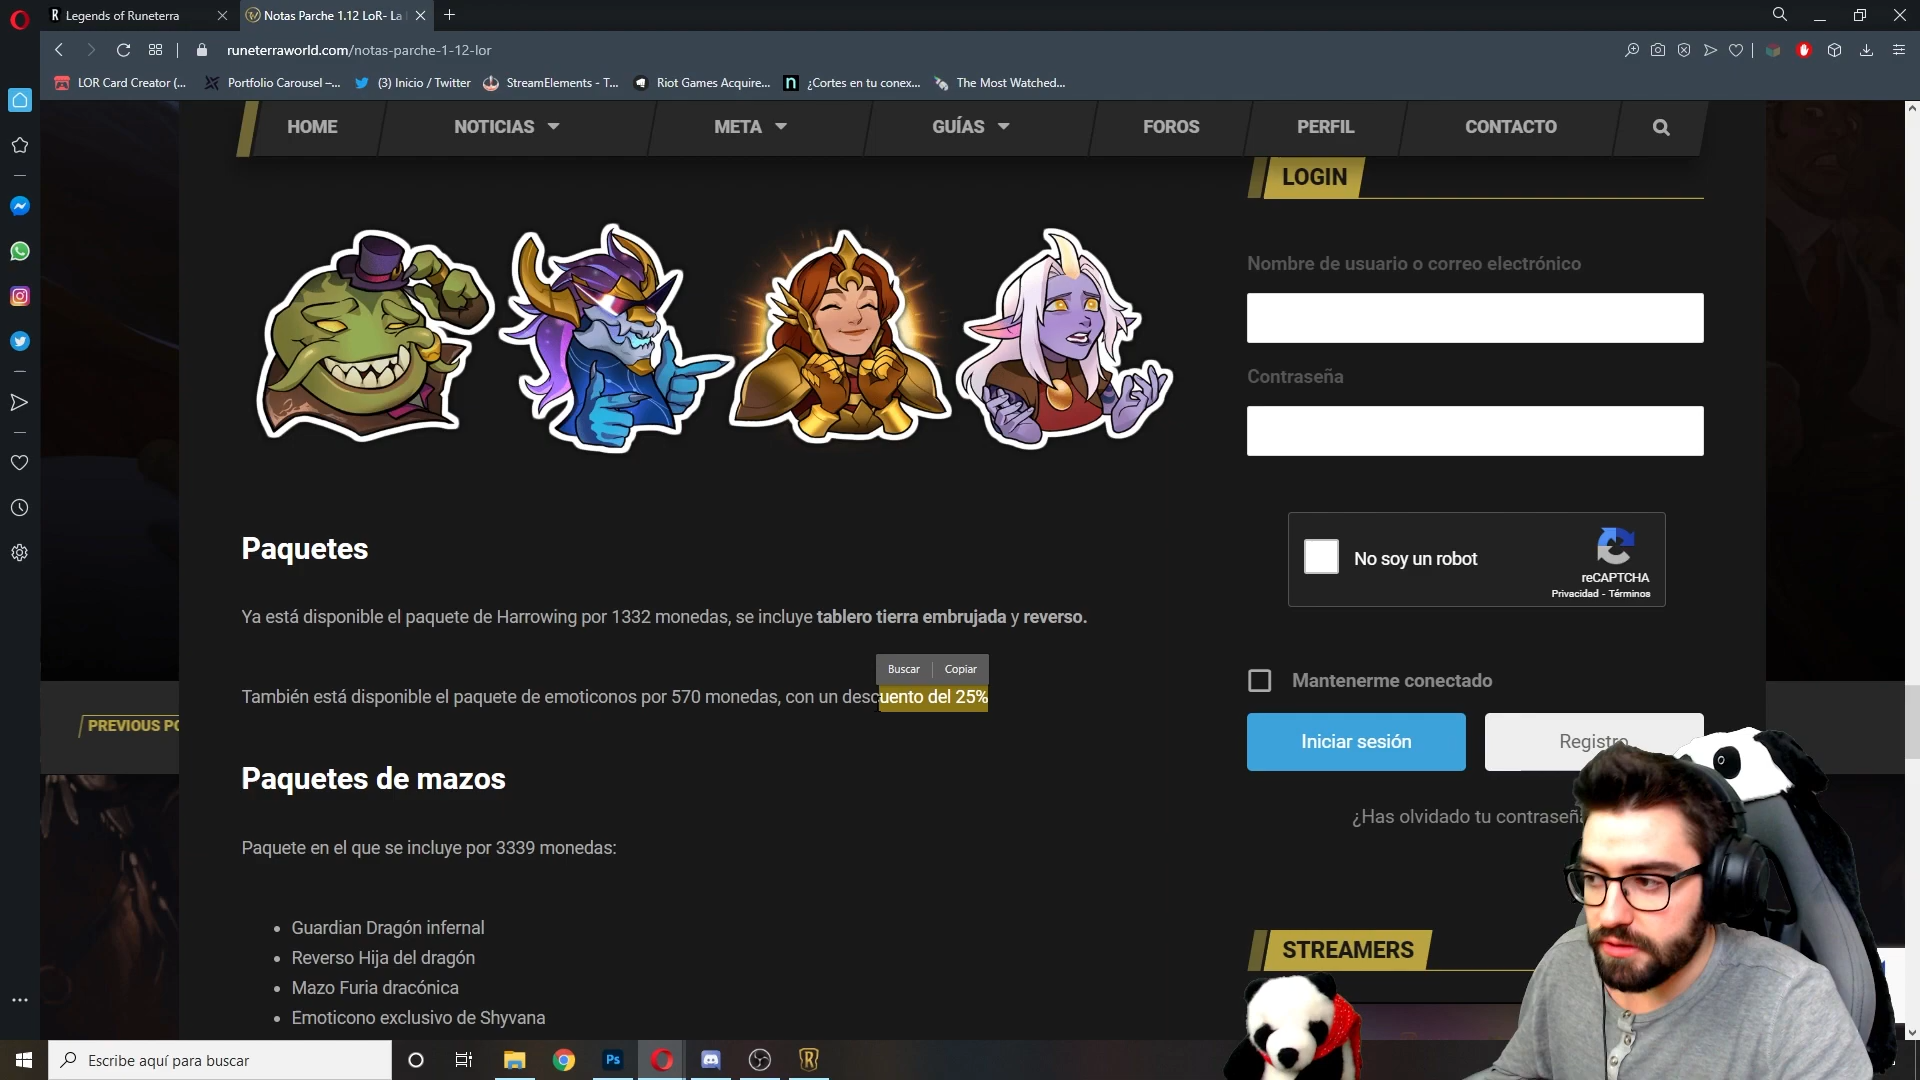 Legends of Runeterra
Notas Parche 1.12 LoR- La
runeterraworld.com/notas-parche-1-12-lor
LOR Card Creator (...
Portfolio Carousel –...
(3) Inicio / Twitter
StreamElements - T...
Riot Games Acquire...
¿Cortes en tu conex...
The Most Watched...
HOME
NOTICIAS
META
GUÍAS
FOROS
PERFIL
CONTACTO
LOGIN
Nombre de usuario o correo electrónico
Contraseña
No soy un robot
reCAPTCHA
Privacidad - Términos
Mantenerme conectado
Iniciar sesión
Registro
¿Has olvidado tu contraseña
STREAMERS
Paquetes
Ya está disponible el paquete de Harrowing por 1332 monedas, se incluye tablero tierra embrujada y reverso.
Buscar
Copiar
También está disponible el paquete de emoticonos por 570 monedas, con un descuento del 25%
PREVIOUS PO
Paquetes de mazos
Paquete en el que se incluye por 3339 monedas:
Guardian Dragón infernal
Reverso Hija del dragón
Mazo Furia dracónica
Emoticono exclusivo de Shyvana
Escribe aquí para buscar
Ps